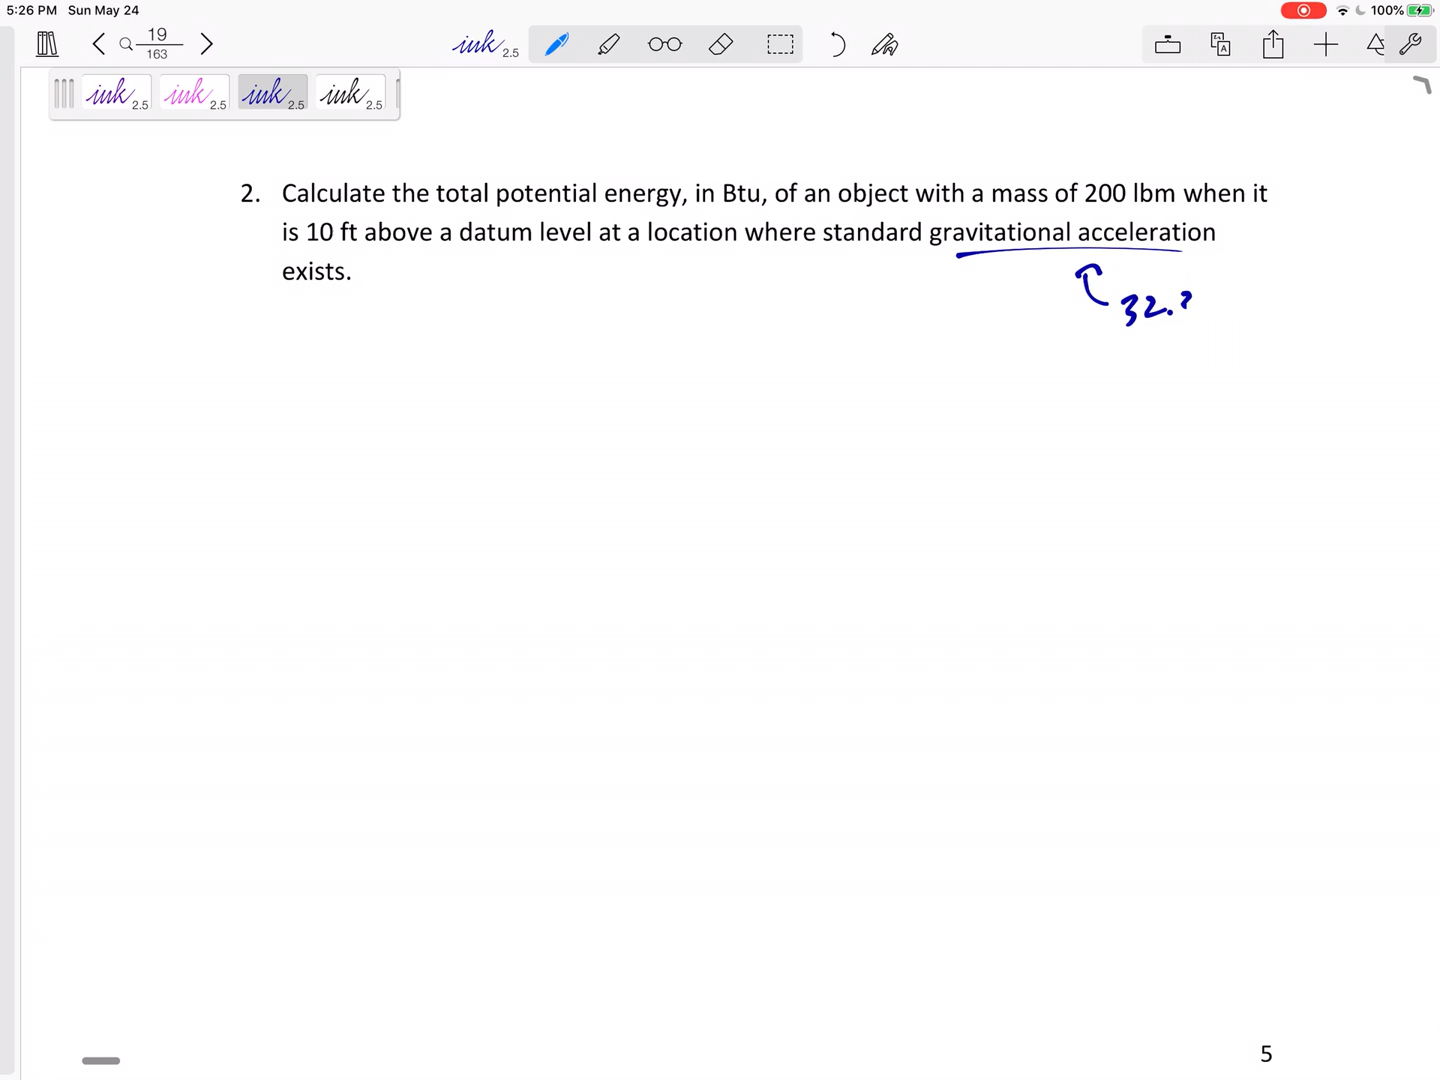 5:26 PM Sun May 24
100%
19
163
ink 2.5
ink 2.5
ink 2.5
ink 2.5
ink 2.5
2. Calculate the total potential energy, in Btu, of an object with a mass of 200 lbm when it
is 10 ft above a datum level at a location where standard gravitational acceleration
exists.
32.
5